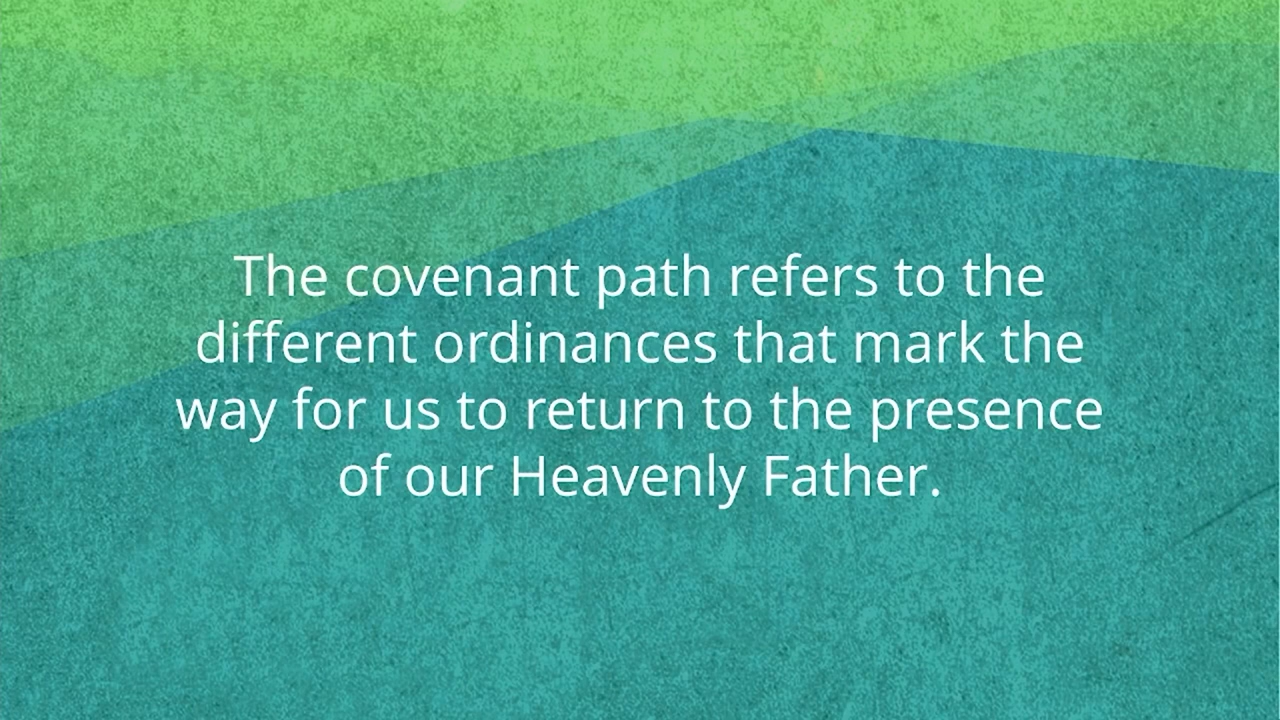 The covenant path refers to the
different ordinances that mark the
way for us to return to the presence
of our Heavenly Father.